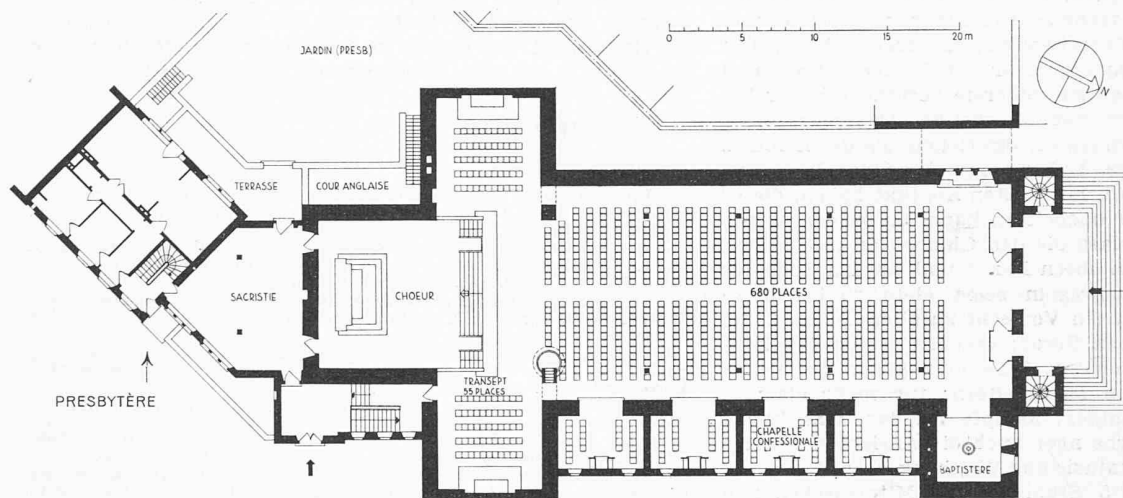 JARDIN (PRESB)
0 5 10 15 20 m
N
TERRASSE
COUR ANGLAISE
SACRISTIE
CHOEUR
680 PLACES
PRESBYTÈRE
TRANSEPT
55 PLACES
CHAPELLE
CONFESSIONALE
BAPTISTÈRE